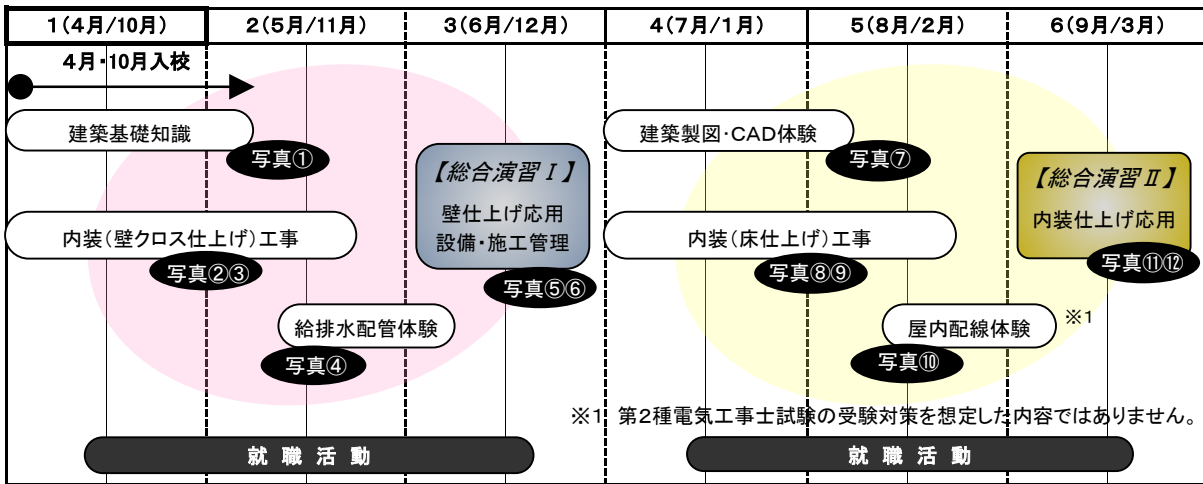 1(4月/10月)
2(5月/11月)
3(6月/12月)
4(7月/1月)
5(8月/2月)
6(9月/3月)
4月・10月入校
建築基礎知識
写真①
内装(壁クロス仕上げ)工事
写真②③
給排水配管体験
写真④
【総合演習Ⅰ】
壁仕上げ応用
設備・施工管理
写真⑤⑥
建築製図・CAD体験
写真⑦
内装(床仕上げ)工事
写真⑧⑨
屋内配線体験
※1
写真⑩
【総合演習Ⅱ】
内装仕上げ応用
写真⑪⑫
※1 第2種電気工事士試験の受験対策を想定した内容ではありません。
就職活動
就職活動